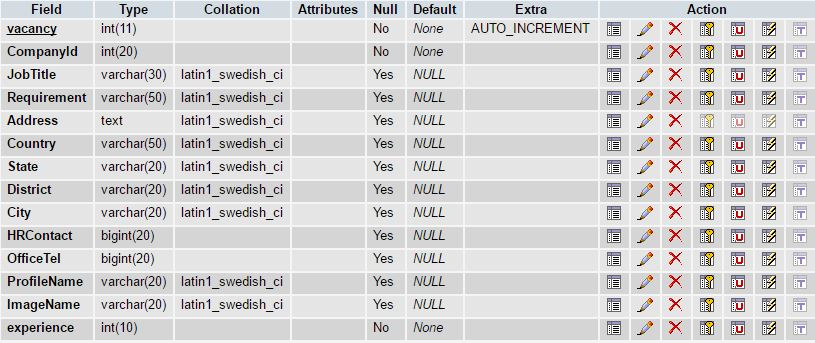 Field Type Collation Attributes Null Default Extra Action
vacancy int(11) No None AUTO_INCREMENT
CompanyId int(20) No None
JobTitle varchar(30) latin1_swedish_ci Yes NULL
Requirement varchar(50) latin1_swedish_ci Yes NULL
Address text latin1_swedish_ci Yes NULL
Country varchar(50) latin1_swedish_ci Yes NULL
State varchar(20) latin1_swedish_ci Yes NULL
District varchar(20) latin1_swedish_ci Yes NULL
City varchar(20) latin1_swedish_ci Yes NULL
HRContact bigint(20) Yes NULL
OfficeTel bigint(20) Yes NULL
ProfileName varchar(20) latin1_swedish_ci Yes NULL
ImageName varchar(20) latin1_swedish_ci Yes NULL
experience int(10) No None